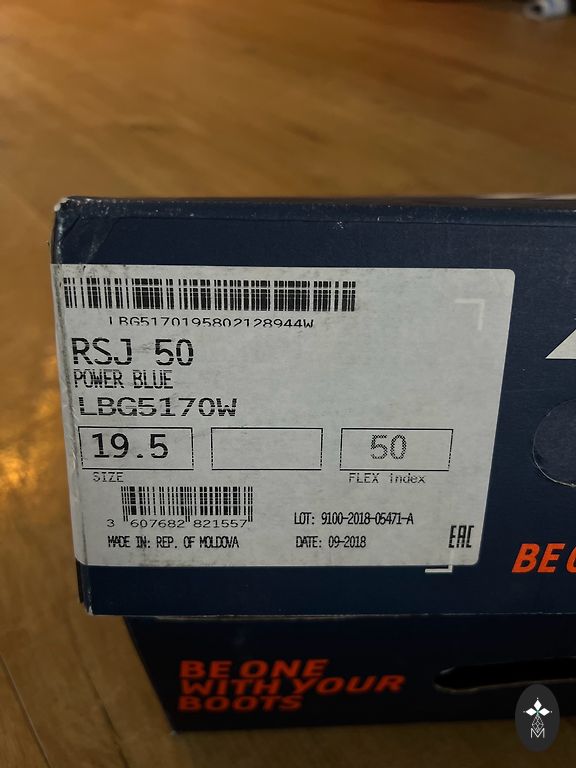 LBG5170195802128944W
RSJ 50
POWER BLUE
LBG5170W
19.5
50
SIZE
FLEX Index
3 607682 821557
LOT: 9100-2018-05471-A
MADE IN: REP. OF MOLDOVA
DATE: 09-2018
EAC
BE O
BE ONE
WITH YOUR
BOOTS
M